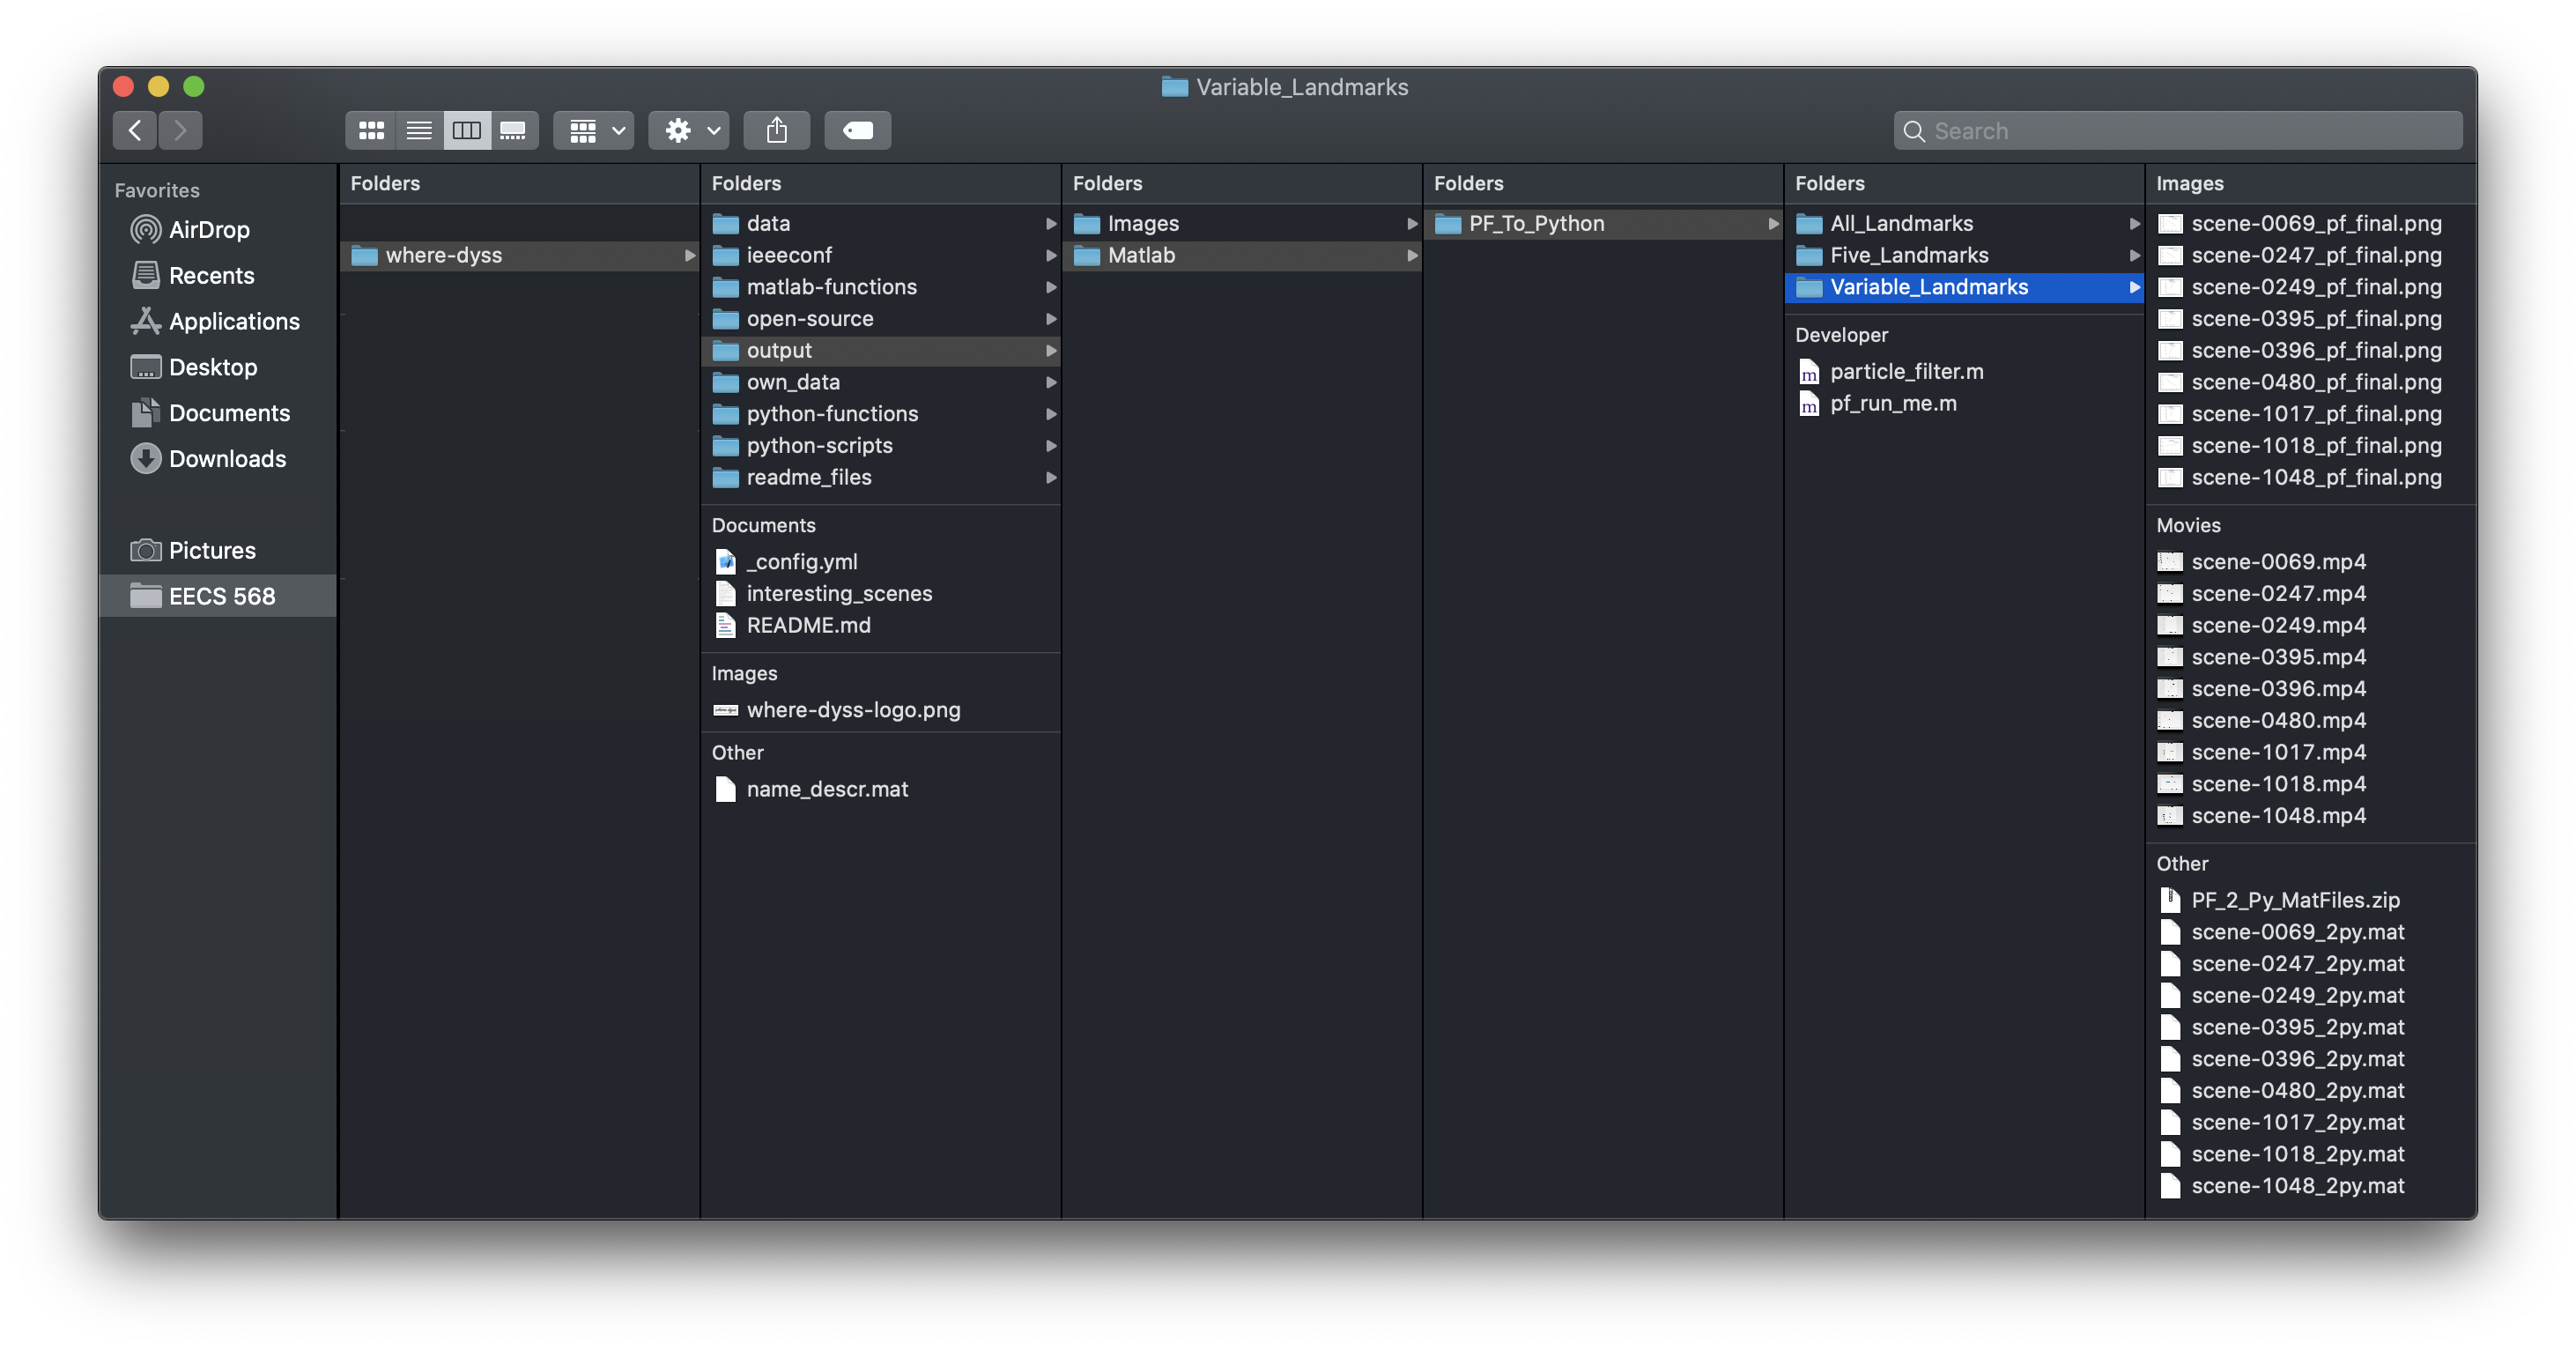 Variable_Landmarks
Search
Favorites
AirDrop
Recents
Applications
Desktop
Documents
Downloads
Pictures
EECS 568
Folders
where-dyss
Folders
data
ieeeconf
matlab-functions
open-source
output
own_data
python-functions
python-scripts
readme_files
Documents
_config.yml
interesting_scenes
README.md
Images
where-dyss-logo.png
Other
name_descr.mat
Folders
Images
Matlab
Folders
PF_To_Python
Folders
All_Landmarks
Five_Landmarks
Variable_Landmarks
Developer
particle_filter.m
pf_run_me.m
Images
scene-0069_pf_final.png
scene-0247_pf_final.png
scene-0249_pf_final.png
scene-0395_pf_final.png
scene-0396_pf_final.png
scene-0480_pf_final.png
scene-1017_pf_final.png
scene-1018_pf_final.png
scene-1048_pf_final.png
Movies
scene-0069.mp4
scene-0247.mp4
scene-0249.mp4
scene-0395.mp4
scene-0396.mp4
scene-0480.mp4
scene-1017.mp4
scene-1018.mp4
scene-1048.mp4
Other
PF_2_Py_MatFiles.zip
scene-0069_2py.mat
scene-0247_2py.mat
scene-0249_2py.mat
scene-0395_2py.mat
scene-0396_2py.mat
scene-0480_2py.mat
scene-1017_2py.mat
scene-1018_2py.mat
scene-1048_2py.mat